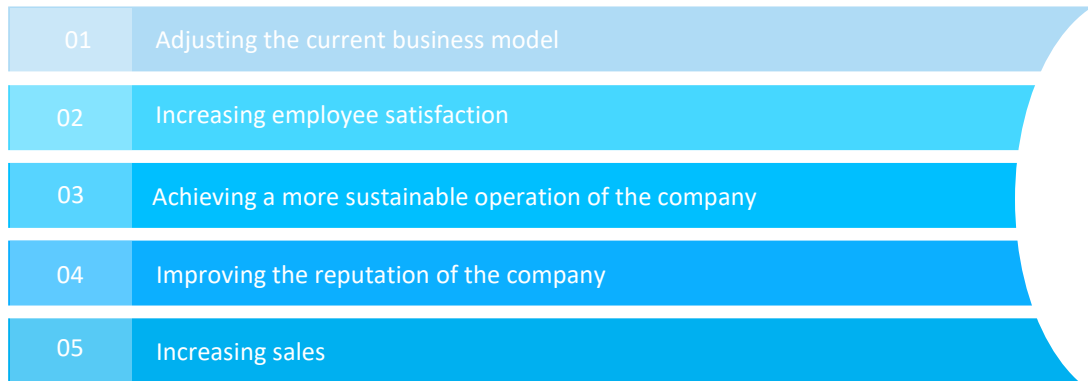 01 Adjusting the current business model
02 Increasing employee satisfaction
03 Achieving a more sustainable operation of the company
04 Improving the reputation of the company
05 Increasing sales